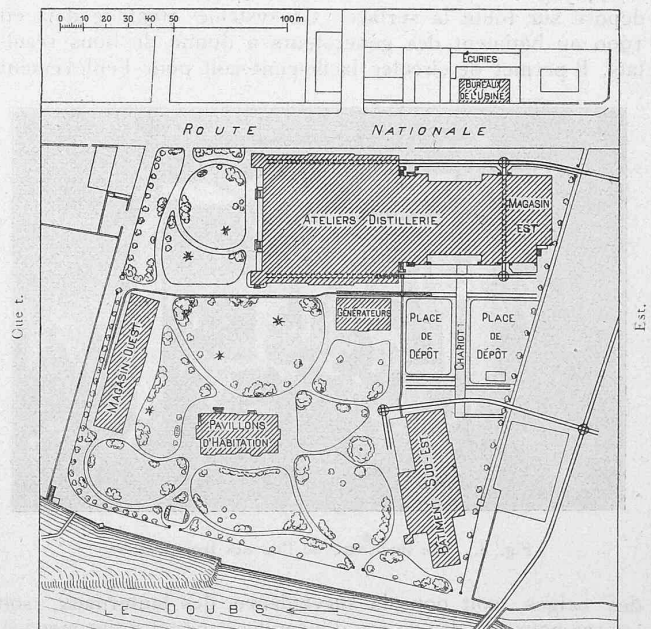 0 10 20 30 40 50 100 m
ÉCURIES
BUREAUX
DE L'USINE
ROUTE NATIONALE
ATELIERS-DISTILLERIE
MAGASIN
EST
GÉNÉRATEURS
PLACE
DE
DÉPÔT
CHARIOT
PLACE
DE
DÉPÔT
MAGASIN-OUEST
Oue t.
Est.
PAVILLONS
D'HABITATION
BÂTIMENT SUD-EST
LE DOUBS